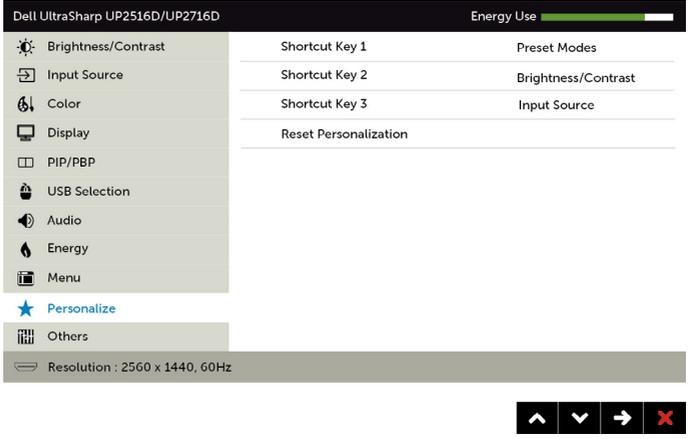 Dell UltraSharp UP2516D/UP2716D Energy Use
Brightness/Contrast Shortcut Key 1 Preset Modes
Input Source Shortcut Key 2 Brightness/Contrast
Color Shortcut Key 3 Input Source
Display Reset Personalization
PIP/PBP
USB Selection
Audio
Energy
Menu
Personalize
Others
Resolution : 2560 x 1440, 60Hz